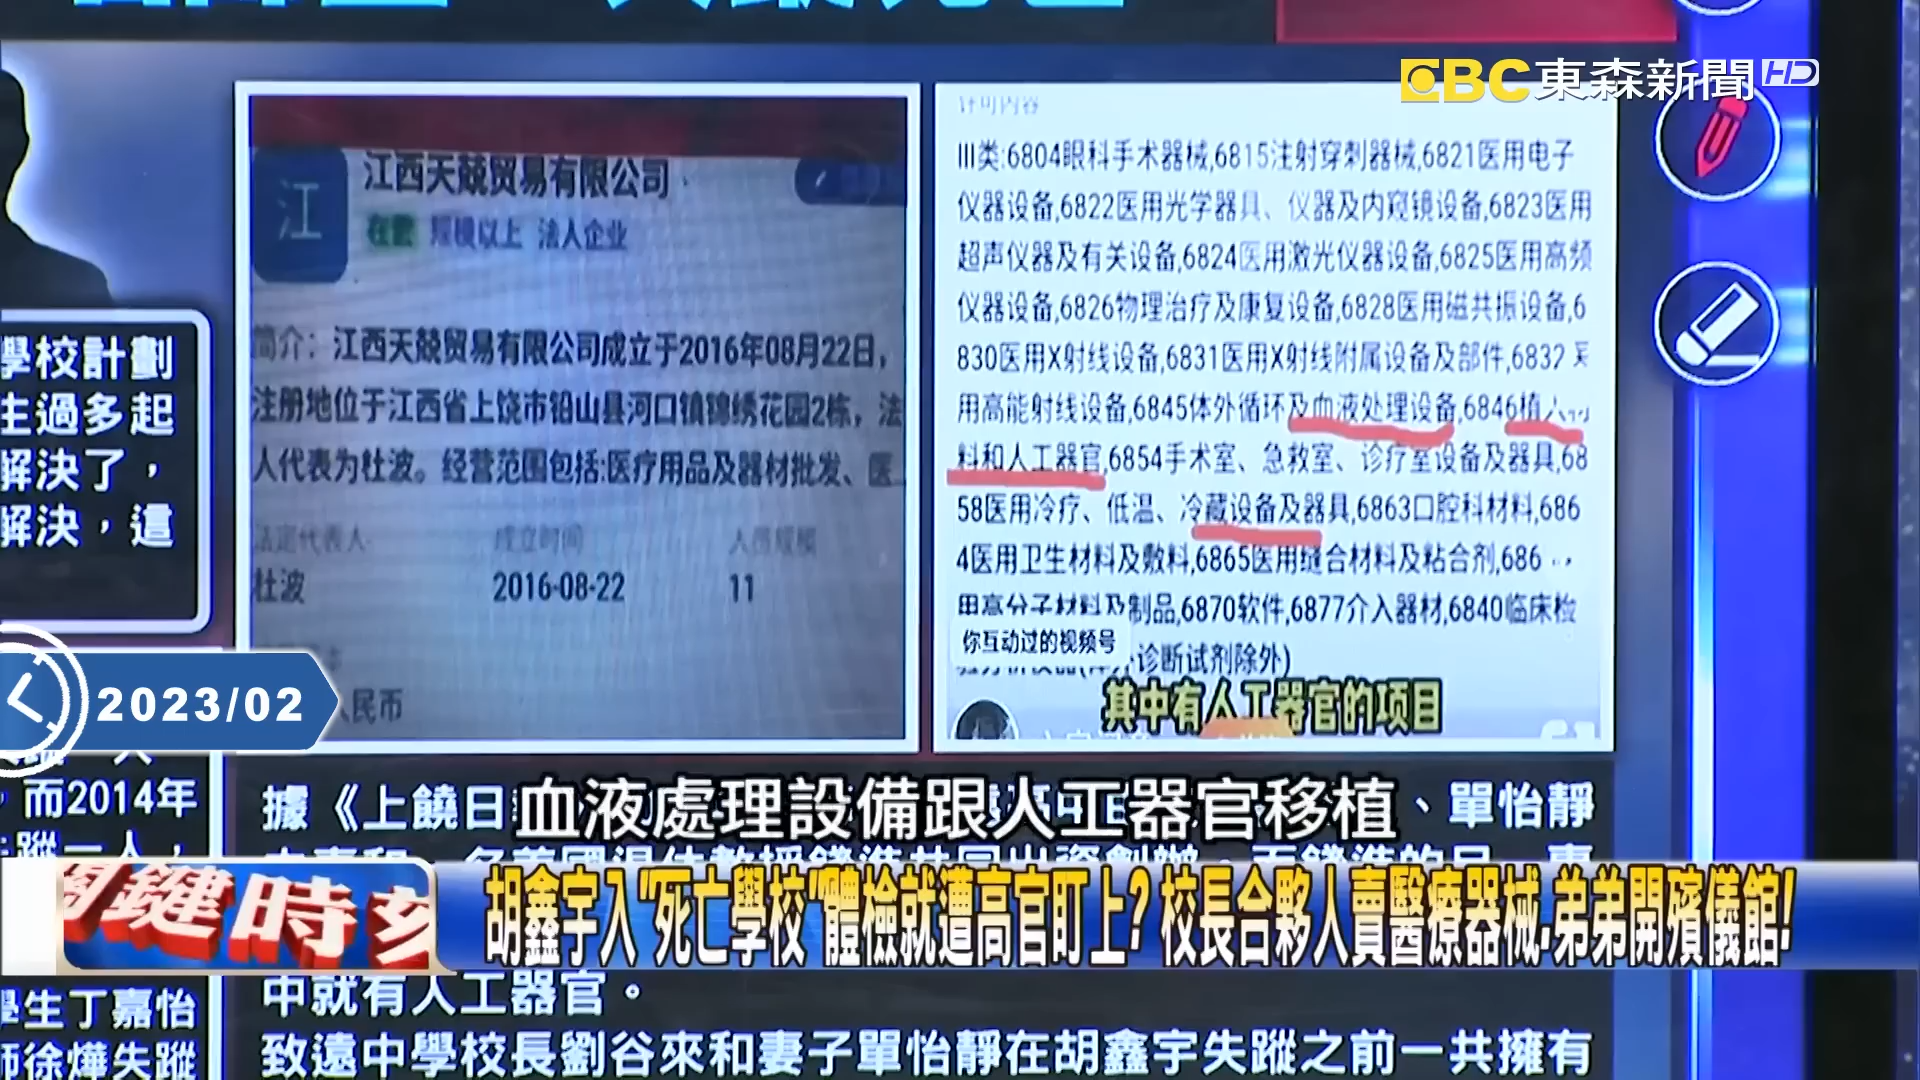 EBC東森新聞HD
學校計劃
生過多起
解決了，
解決，這
2023/02
而2014年
江西天兢贸易有限公司
江
在营 规模以上 法人企业
简介：江西天兢贸易有限公司成立于2016年08月22日，
注册地位于江西省上饶市铅山县河口镇锦绣花园2栋，法
人代表为杜波。经营范围包括:医疗用品及器材批发、医
法定代表人 成立时间 人员规模
杜波 2016-08-22 11
人民币
许可内容
III类:6804眼科手术器械,6815注射穿刺器械,6821医用电子
仪器设备,6822医用光学器具、仪器及内窥镜设备,6823医用
超声仪器及有关设备,6824医用激光仪器设备,6825医用高频
仪器设备,6826物理治疗及康复设备,6828医用磁共振设备,6
830医用X射线设备,6831医用X射线附属设备及部件,6832
用高能射线设备,6845体外循环及血液处理设备,6846植入
料和人工器官,6854手术室、急救室、诊疗室设备及器具,68
58医用冷疗、低温、冷藏设备及器具,6863口腔科材料,686
4医用卫生材料及敷料,6865医用缝合材料及粘合剂,686
用高分子材料及制品,6870软件,6877介入器材,6840临床检
你互动过的视频号
诊断试剂除外)
其中有人工器官的项目
據《上饒日 、單怡靜
血液處理設備跟人工器官移植
關鍵時刻
胡鑫宇入"死亡學校"體檢就遭高官盯上?校長合夥人賣醫療器械,弟弟開殯儀館!
中就有人工器官。
致遠中學校長劉谷來和妻子單怡靜在胡鑫宇失蹤之前一共擁有
學生丁嘉怡
師徐燁失蹤